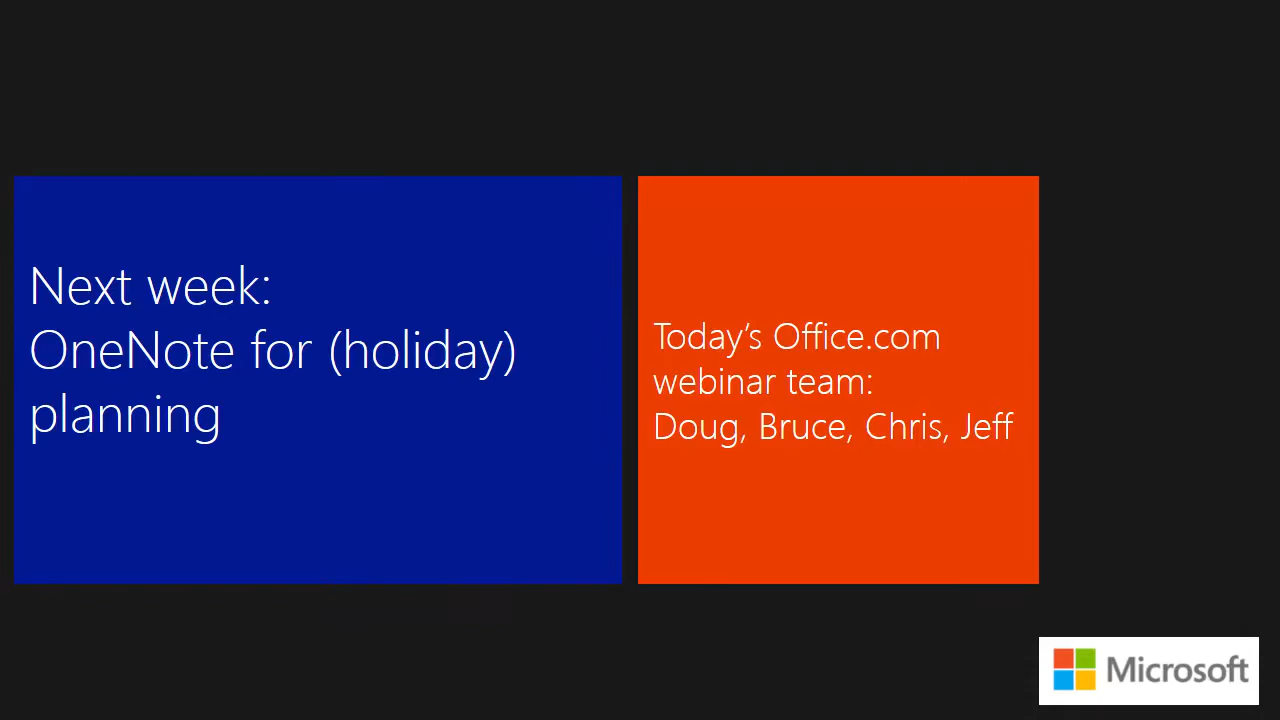 Next week:
OneNote for (holiday)
planning
Today’s Office.com
webinar team:
Doug, Bruce, Chris, Jeff
Microsoft